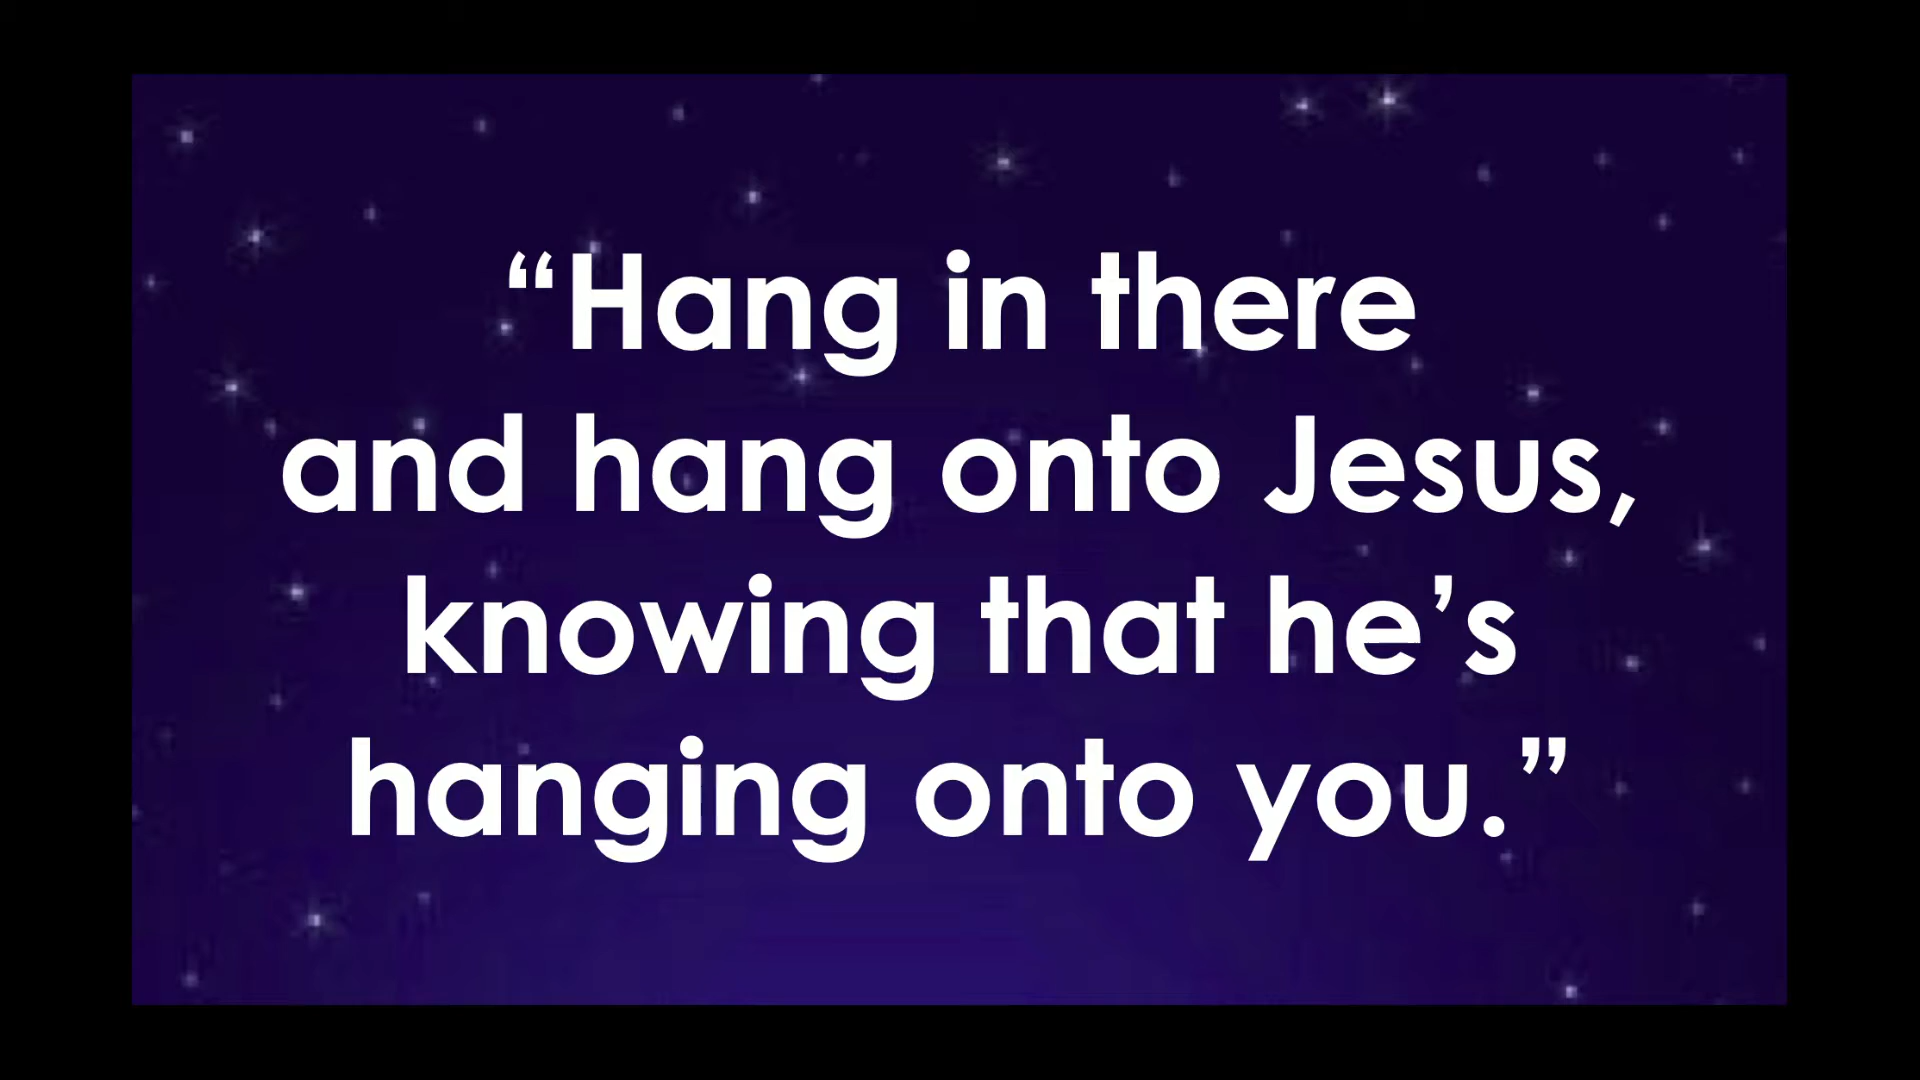 “Hang in there
and hang onto Jesus,
knowing that he’s
hanging onto you.”